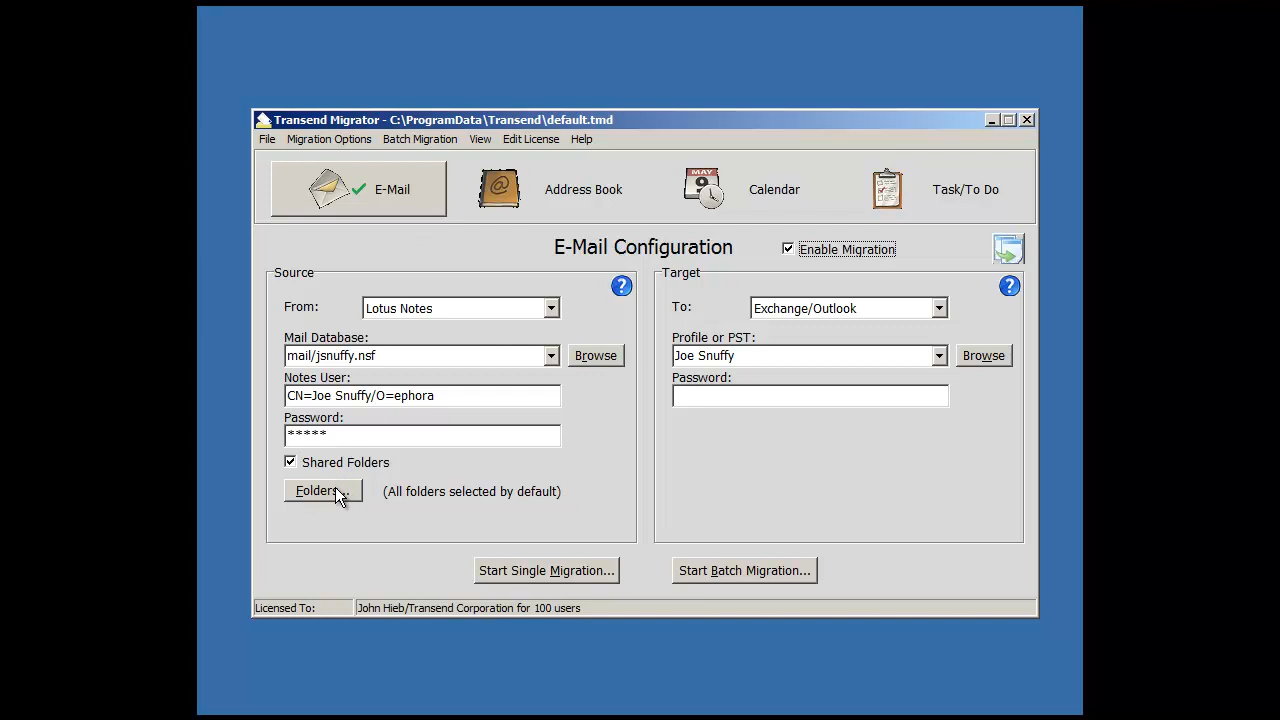 Transend Migrator - C:\ProgramData\Transend\default.tmd
File Migration Options Batch Migration View Edit License Help
E-Mail Address Book MAY Calendar Task/To Do
E-Mail Configuration Enable Migration
Source
From: Lotus Notes
Mail Database:
mail/jsnuffy.nsf Browse
Notes User:
CN=Joe Snuffy/O=ephora
Password:
*****
Shared Folders
Folders... (All folders selected by default)
Target
To: Exchange/Outlook
Profile or PST:
Joe Snuffy Browse
Password:
Start Single Migration... Start Batch Migration...
Licensed To: John Hieb/Transend Corporation for 100 users